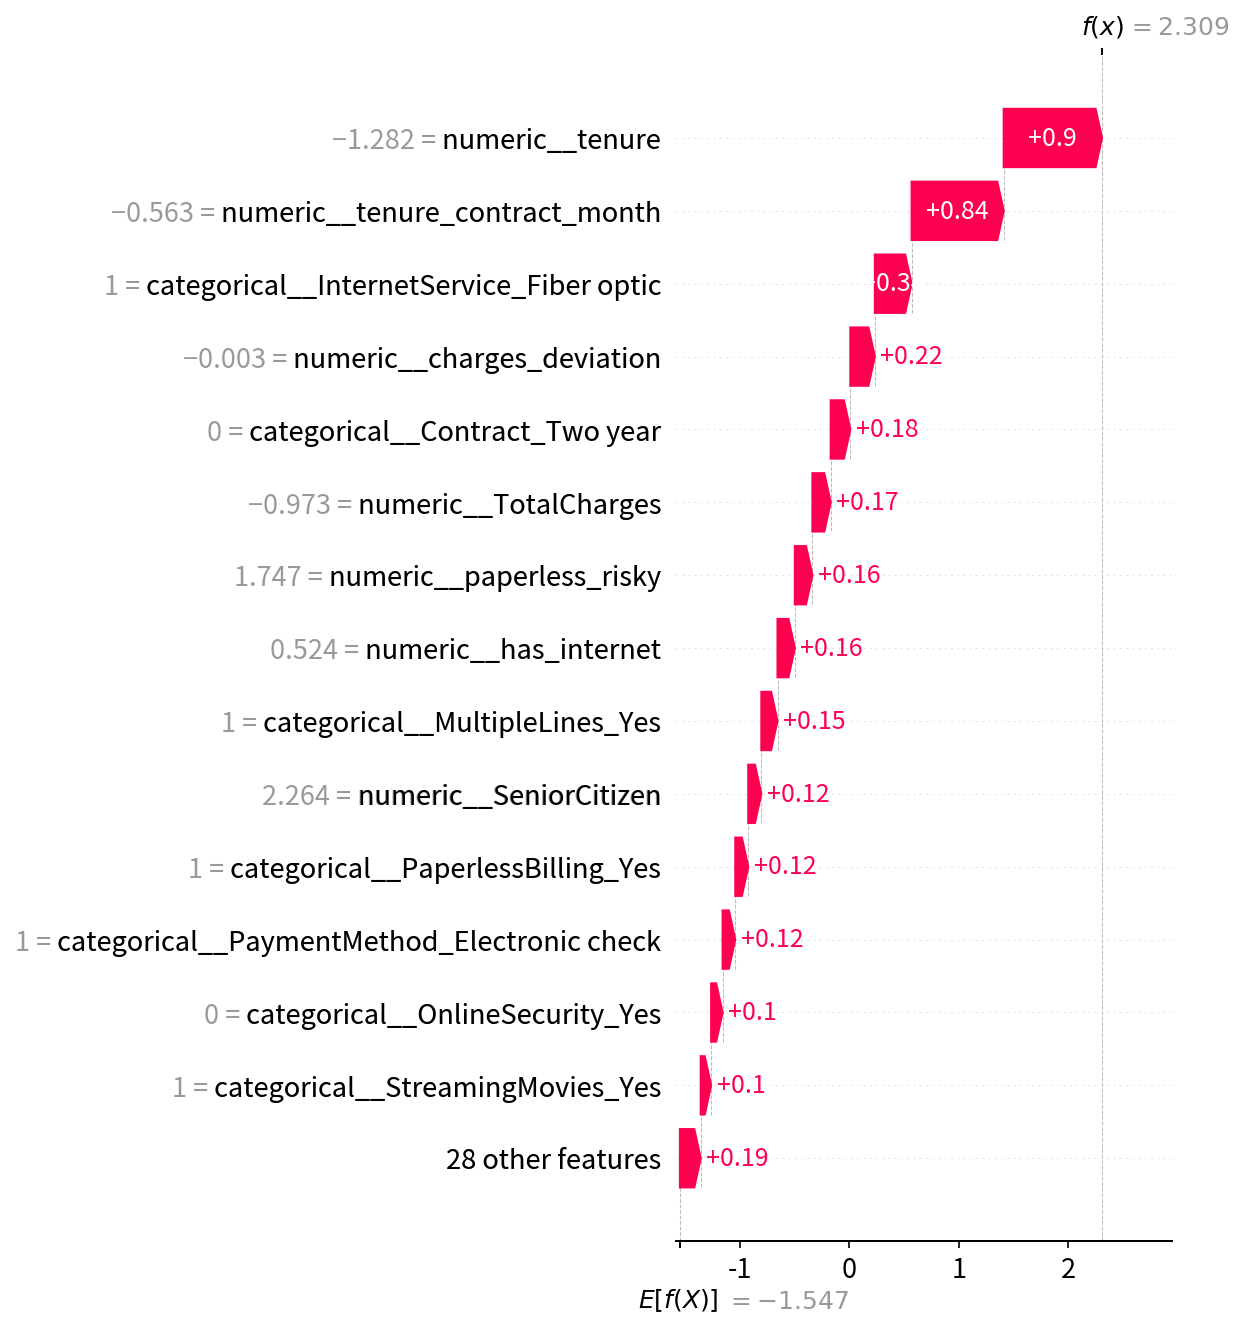 f(x) = 2.309
−1.282 = numeric__tenure
+0.9
−0.563 = numeric__tenure_contract_month
+0.84
1 = categorical__InternetService_Fiber optic
0.3
−0.003 = numeric__charges_deviation
+0.22
0 = categorical__Contract_Two year
+0.18
−0.973 = numeric__TotalCharges
+0.17
1.747 = numeric__paperless_risky
+0.16
0.524 = numeric__has_internet
+0.16
1 = categorical__MultipleLines_Yes
+0.15
2.264 = numeric__SeniorCitizen
+0.12
1 = categorical__PaperlessBilling_Yes
+0.12
1 = categorical__PaymentMethod_Electronic check
+0.12
0 = categorical__OnlineSecurity_Yes
+0.1
1 = categorical__StreamingMovies_Yes
+0.1
28 other features
+0.19
-1 0 1 2
E[f(X)] = −1.547